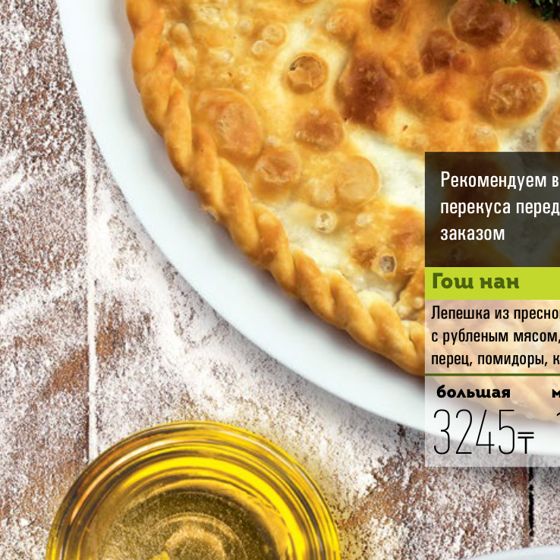 Рекомендуем в
перекуса перед
заказом
Гош нан
Лепешка из пресно
с рубленым мясом,
перец, помидоры, к
большая
3245₸